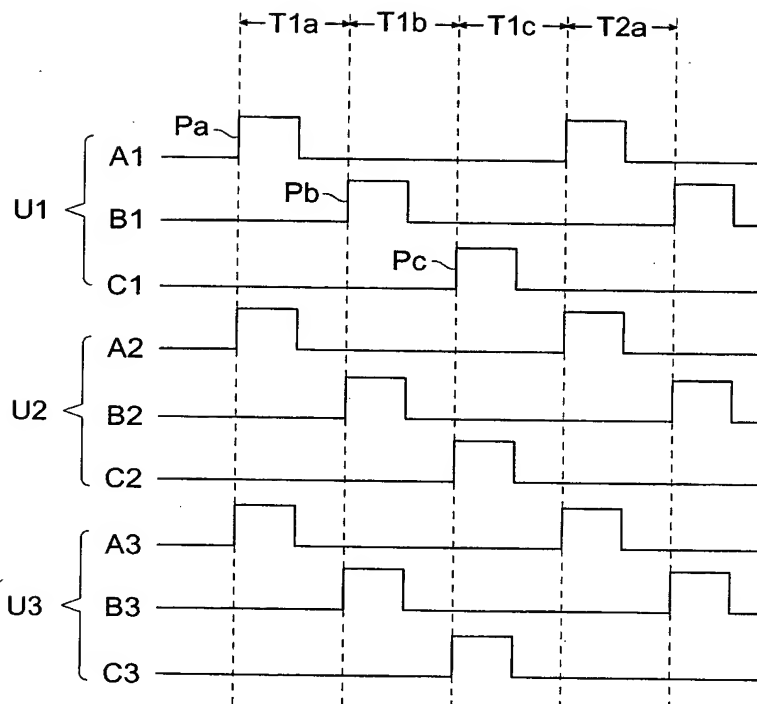 T1a T1b T1c T2a
Pa
A1
Pb
U1
B1
Pc
C1
A2
U2
B2
C2
A3
U3
B3
C3